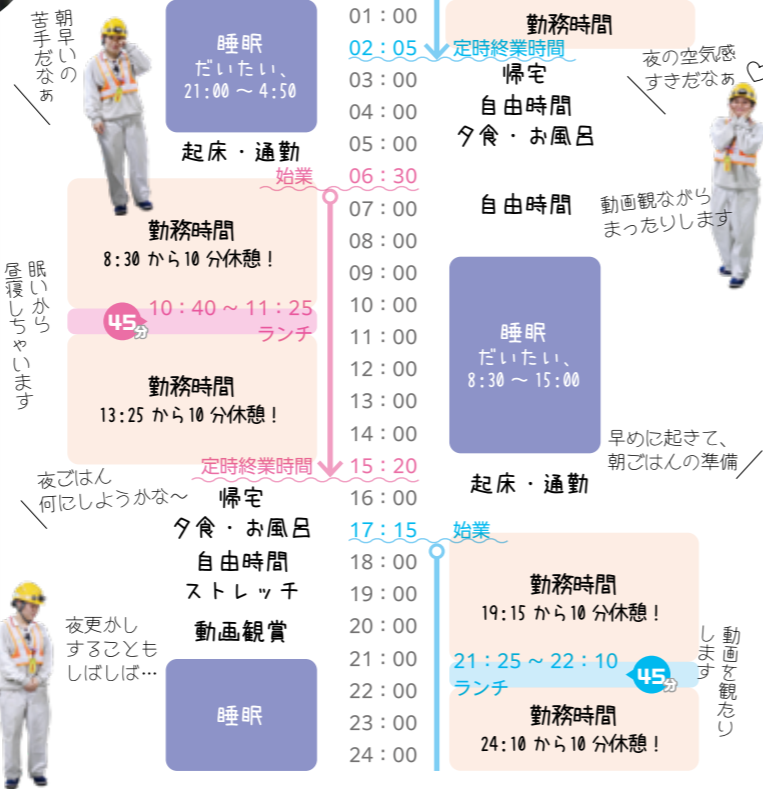 朝早いの
苦手だなぁ
睡眠
だいたい、
21:00 ～ 4:50
起床・通勤
始業
勤務時間
8:30 から10 分休憩！
眠いから
昼寝しちゃいます
45分
10：40 ～ 11：25
ランチ
勤務時間
13:25 から10 分休憩！
定時終業時間
夜ごはん
何にしようかな～
帰宅
夕食・お風呂
自由時間
ストレッチ
動画観賞
夜更かし
することも
しばしば…
睡眠
01：00
02：05
03：00
04：00
05：00
06：30
07：00
08：00
09：00
10：00
11：00
12：00
13：00
14：00
15：20
16：00
17：15
18：00
19：00
20：00
21：00
22：00
23：00
24：00
勤務時間
定時終業時間
帰宅
自由時間
夕食・お風呂
夜の空気感
すきだなぁ
自由時間
動画観ながら
まったりします
睡眠
だいたい、
8:30 ～ 15:00
早めに起きて、
朝ごはんの準備
起床・通勤
始業
勤務時間
19:15 から10 分休憩！
21：25 ～ 22：10
ランチ
45分
動画を観たり
します
勤務時間
24:10 から10 分休憩！